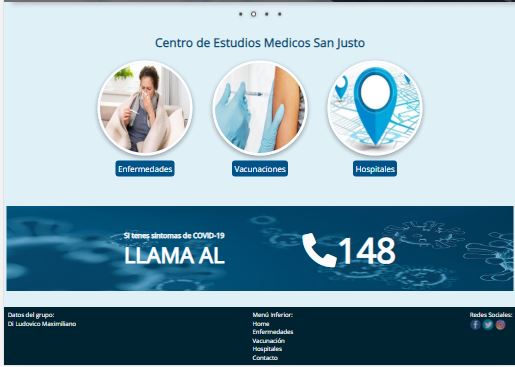 Centro de Estudios Medicos San Justo
Enfermedades
Vacunaciones
Hospitales
Si tenes sintomas de COVID-19
LLAMA AL
148
Datos del grupo:
Di Ludovico Maximiliano
Menú Inferior:
Home
Enfermedades
Vacunación
Hospitales
Contacto
Redes Sociales: